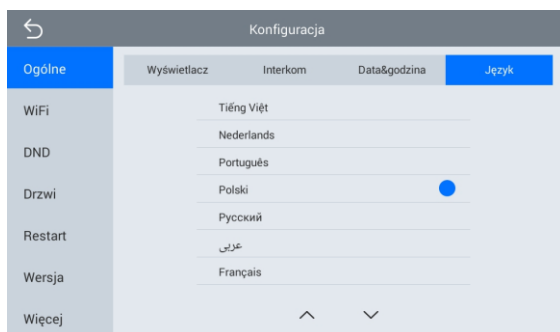 Konfiguracja
Ogólne
Wyświetlacz
Interkom
Data&godzina
Język
WiFi
DND
Drzwi
Restart
Wersja
Więcej
Tiếng Việt
Nederlands
Português
Polski
Русский
عربى
Français